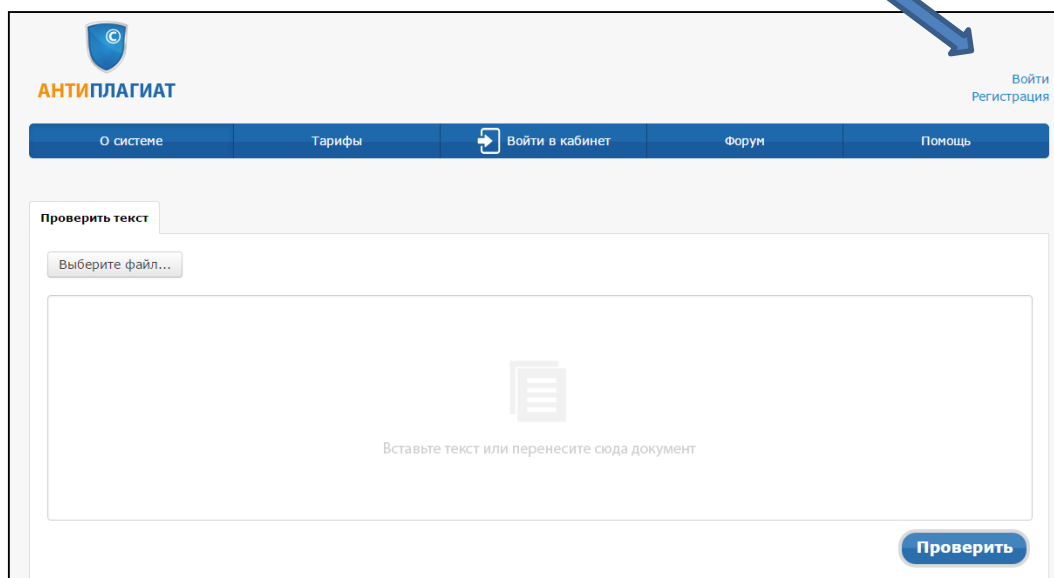 ©
АНТИПЛАГИАТ
Войти
Регистрация
О системе Тарифы Войти в кабинет Форум Помощь
Проверить текст
Выберите файл...
Вставьте текст или перенесите сюда документ
Проверить